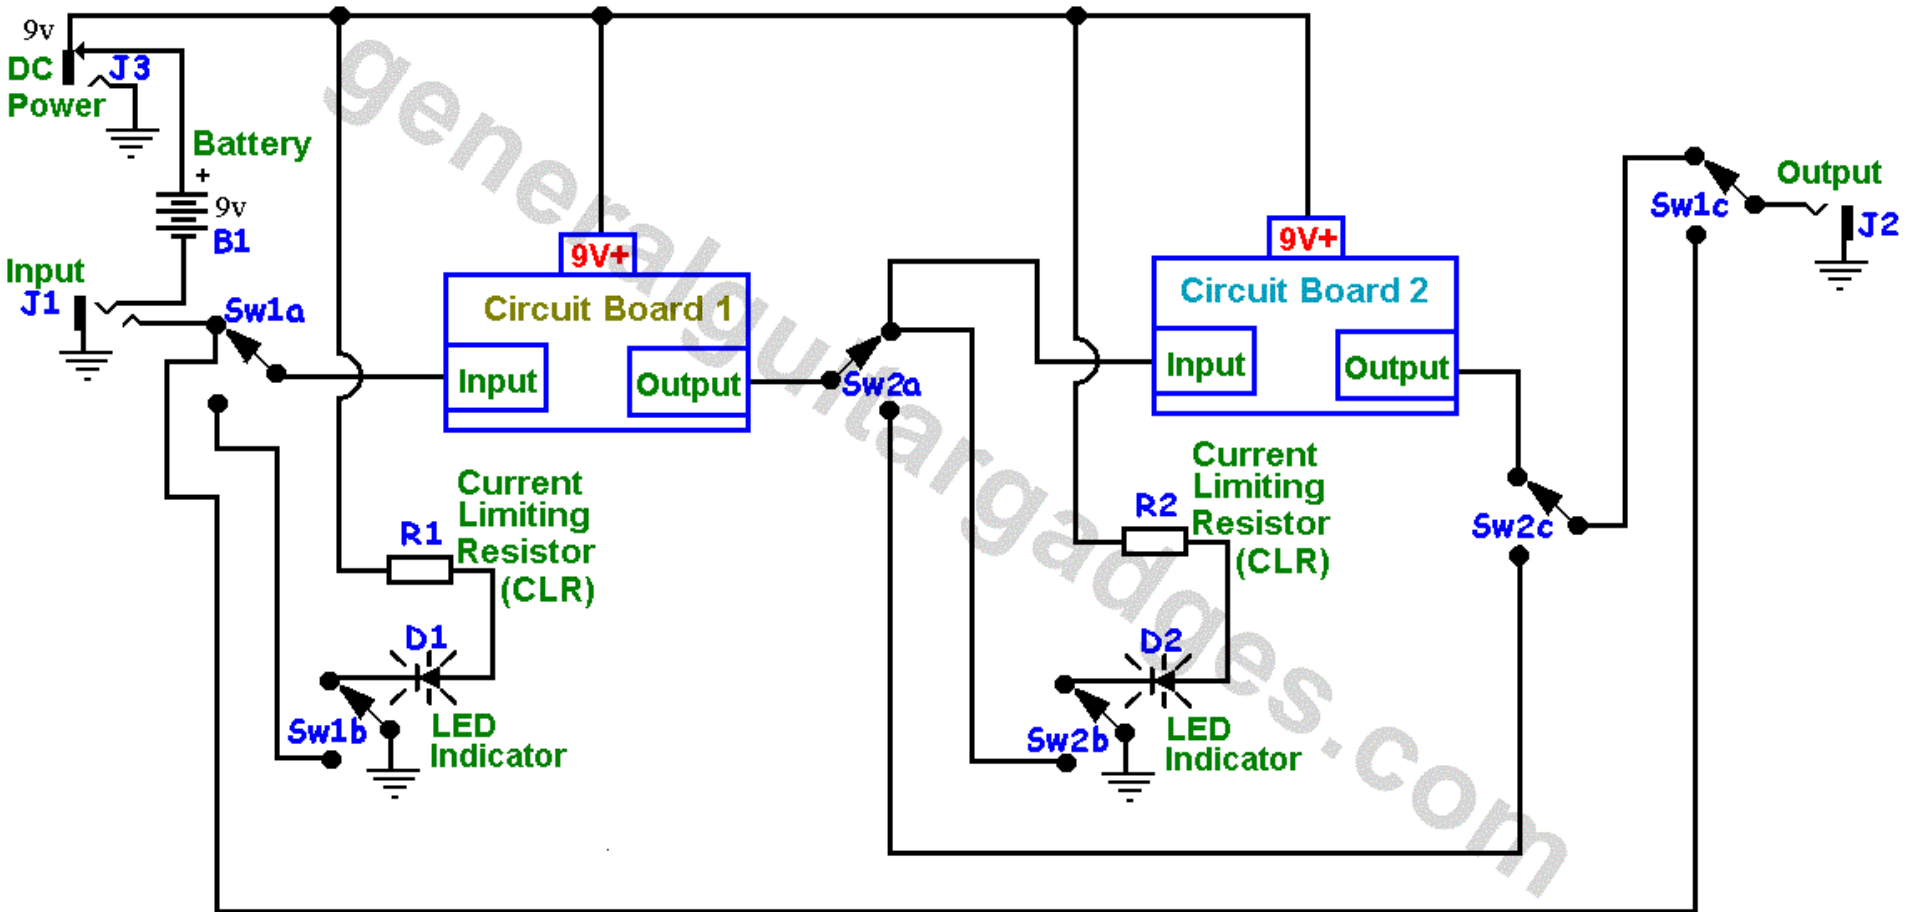 9v
DC
Power
J3
Battery
+
9v
B1
Input
J1
Sw1a
9V+
Circuit Board 1
Input
Output
Sw2a
9V+
Circuit Board 2
Input
Output
Sw1c
Output
J2
Current
Limiting
Resistor
(CLR)
R1
D1
Sw1b
LED
Indicator
Current
Limiting
Resistor
(CLR)
R2
D2
Sw2b
LED
Indicator
Sw2c
generalguitargadges.com